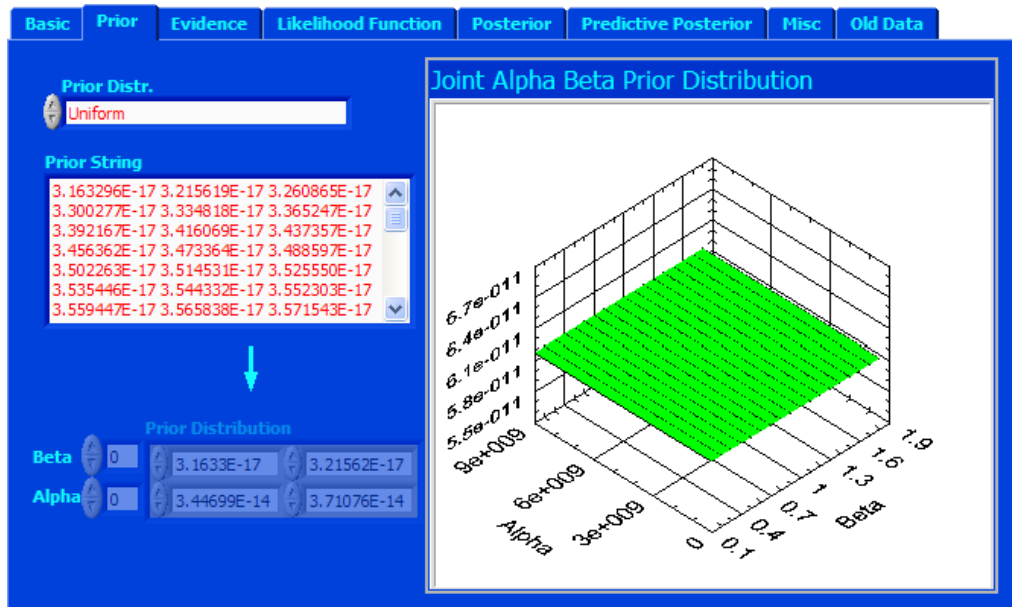 Basic Prior Evidence Likelihood Function Posterior Predictive Posterior Misc Old Data
Prior Distr.
Uniform
Prior String
3.163296E-17 3.215619E-17 3.260865E-17
3.300277E-17 3.334818E-17 3.365247E-17
3.392167E-17 3.416069E-17 3.437357E-17
3.456362E-17 3.473364E-17 3.488597E-17
3.502263E-17 3.514531E-17 3.525550E-17
3.535446E-17 3.544332E-17 3.552303E-17
3.559447E-17 3.565838E-17 3.571543E-17
Prior Distribution
Beta 0 3.1633E-17 3.21562E-17
Alpha 0 3.44699E-14 3.71076E-14
Joint Alpha Beta Prior Distribution
6.7e-011
6.4e-011
6.1e-011
5.8e-011
5.5e-011
9e+009
6e+009
3e+009
0
Alpha
0.1
0.4
0.7
1
1.3
1.6
1.9
Beta